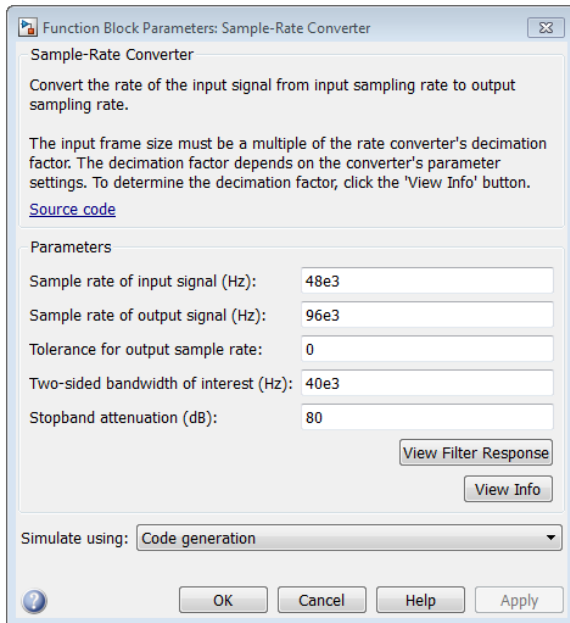 Function Block Parameters: Sample-Rate Converter
Sample-Rate Converter
Convert the rate of the input signal from input sampling rate to output
sampling rate.
The input frame size must be a multiple of the rate converter's decimation
factor. The decimation factor depends on the converter's parameter
settings. To determine the decimation factor, click the 'View Info' button.
Source code
Parameters
Sample rate of input signal (Hz): 48e3
Sample rate of output signal (Hz): 96e3
Tolerance for output sample rate: 0
Two-sided bandwidth of interest (Hz): 40e3
Stopband attenuation (dB): 80
View Filter Response
View Info
Simulate using: Code generation
? OK Cancel Help Apply